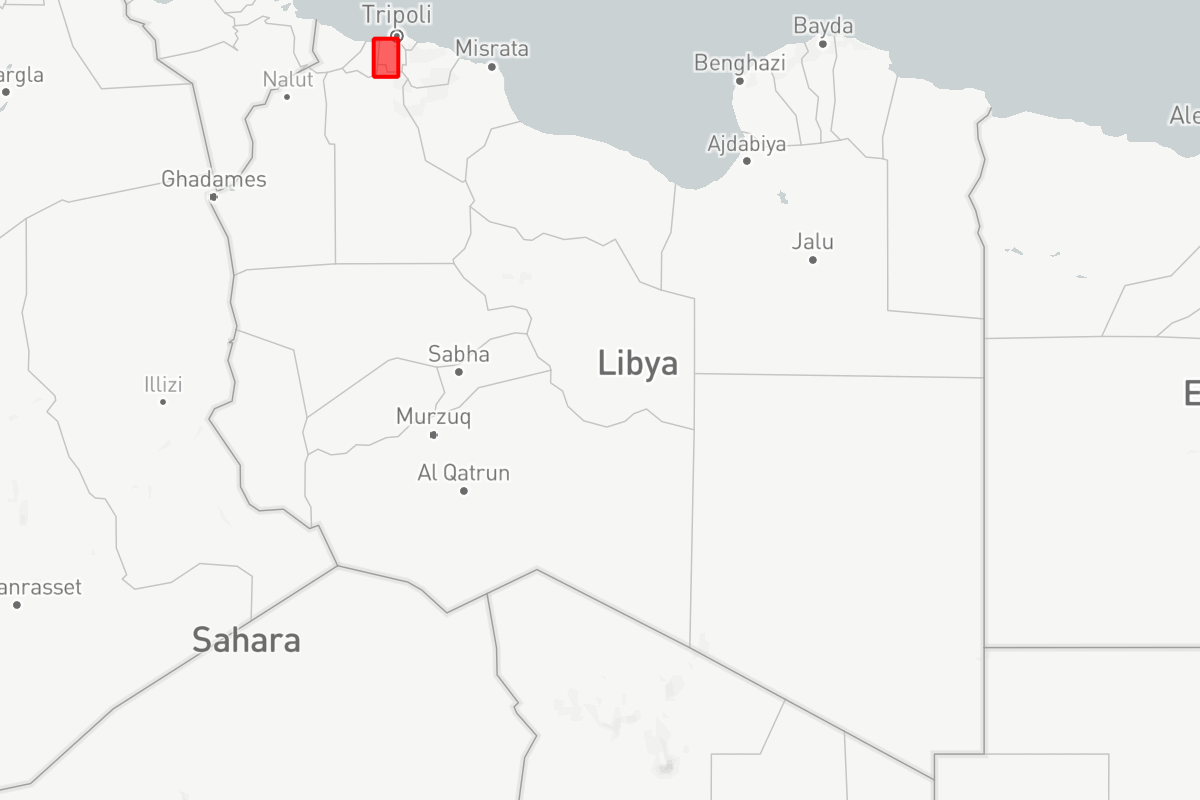 Tripoli
Bayda
Misrata
Benghazi
argla
Nalut
Ale
Ajdabiya
Ghadames
Jalu
Sabha
Libya
Illizi
E
Murzuq
Al Qatrun
anrasset
Sahara